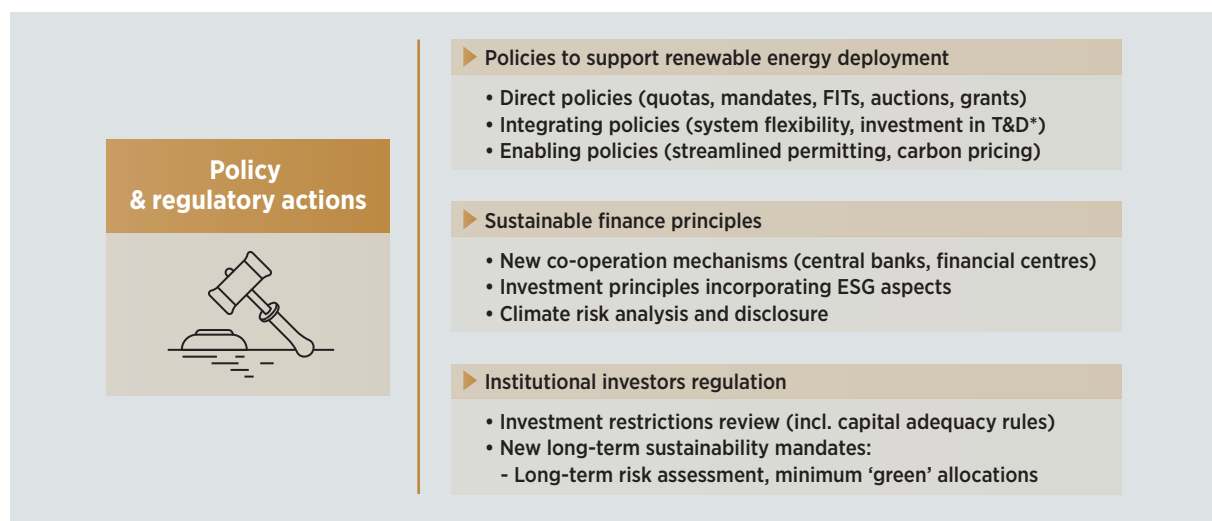 Policy
& regulatory actions
Policies to support renewable energy deployment
• Direct policies (quotas, mandates, FITs, auctions, grants)
• Integrating policies (system flexibility, investment in T&D*)
• Enabling policies (streamlined permitting, carbon pricing)
Sustainable finance principles
• New co-operation mechanisms (central banks, financial centres)
• Investment principles incorporating ESG aspects
• Climate risk analysis and disclosure
Institutional investors regulation
• Investment restrictions review (incl. capital adequacy rules)
• New long-term sustainability mandates:
- Long-term risk assessment, minimum ‘green’ allocations